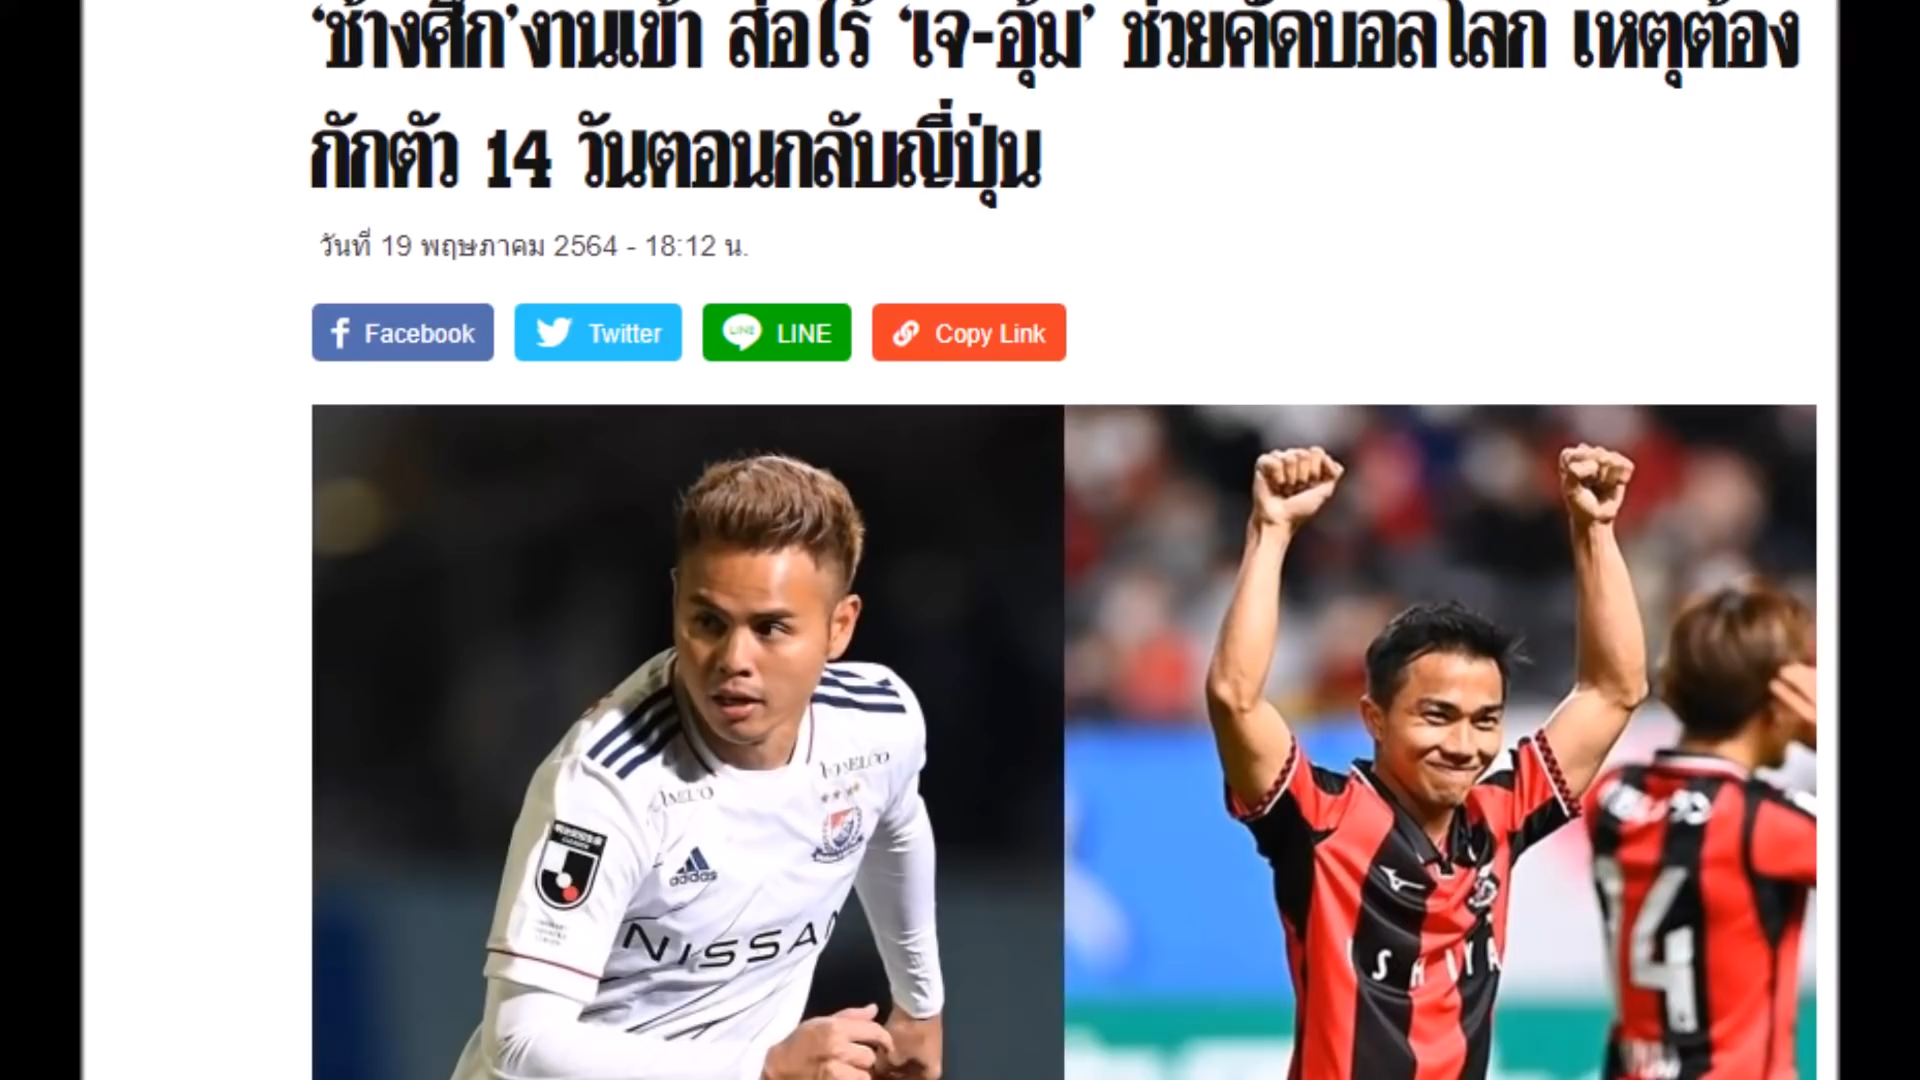 ‘ช้างศึก’งานเข้า ส่อไร้ ‘เจ-อุ้ม’ ช่วยคัดบอลโลก เหตุต้อง
กักตัว 14 วันตอนกลับญี่ปุ่น
วันที่ 19 พฤษภาคม 2564 - 18:12 น.
Facebook
Twitter
LINE
LINE
Copy Link
adidas
NISSAN
SHIYA
14